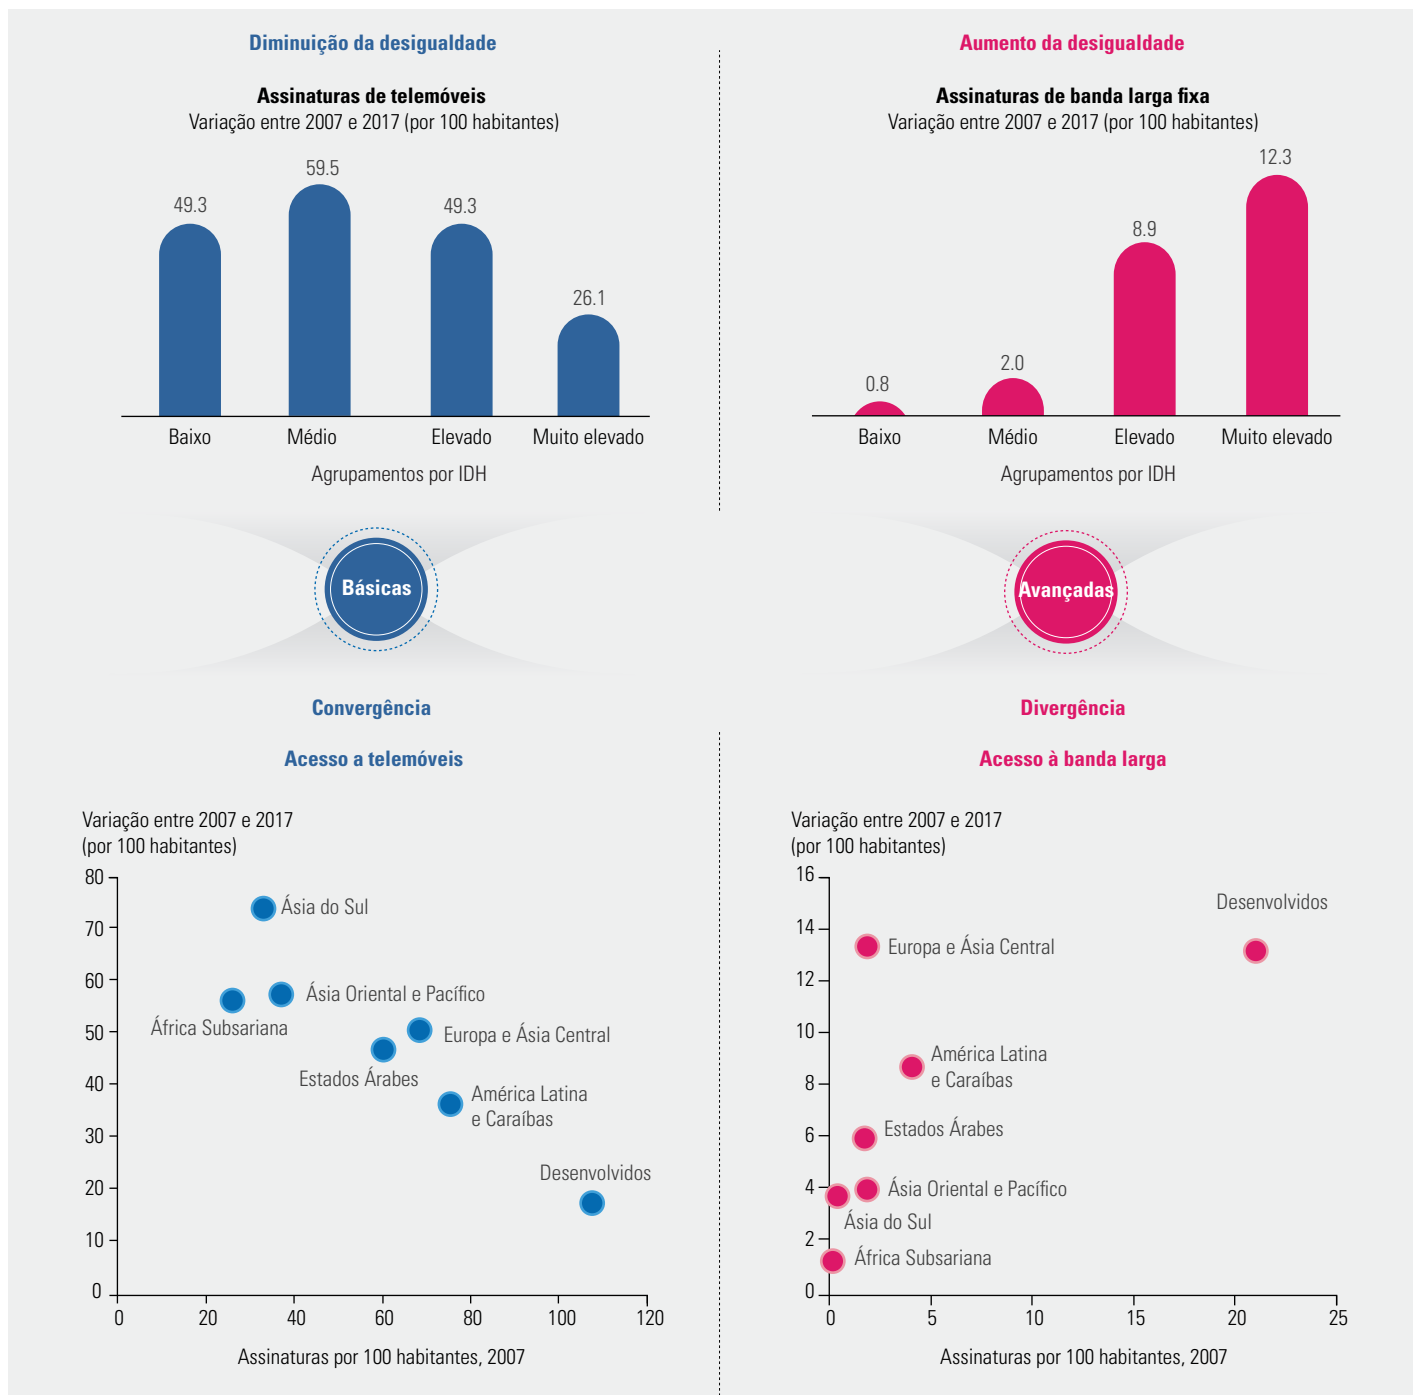 Diminuição da desigualdade
Assinaturas de telemóveis
Variação entre 2007 e 2017 (por 100 habitantes)
49.3
59.5
49.3
26.1
Baixo
Médio
Elevado
Muito elevado
Agrupamentos por IDH
Aumento da desigualdade
Assinaturas de banda larga fixa
Variação entre 2007 e 2017 (por 100 habitantes)
0.8
2.0
8.9
12.3
Baixo
Médio
Elevado
Muito elevado
Agrupamentos por IDH
Básicas
Avançadas
Convergência
Acesso a telemóveis
Variação entre 2007 e 2017
(por 100 habitantes)
80
70
60
50
40
30
20
10
0
Ásia do Sul
Ásia Oriental e Pacífico
África Subsariana
Europa e Ásia Central
Estados Árabes
América Latina
e Caraíbas
Desenvolvidos
0
20
40
60
80
100
120
Assinaturas por 100 habitantes, 2007
Divergência
Acesso à banda larga
Variação entre 2007 e 2017
(por 100 habitantes)
16
14
12
10
8
6
4
2
0
Desenvolvidos
Europa e Ásia Central
América Latina
e Caraíbas
Estados Árabes
Ásia Oriental e Pacífico
Ásia do Sul
África Subsariana
0
5
10
15
20
25
Assinaturas por 100 habitantes, 2007